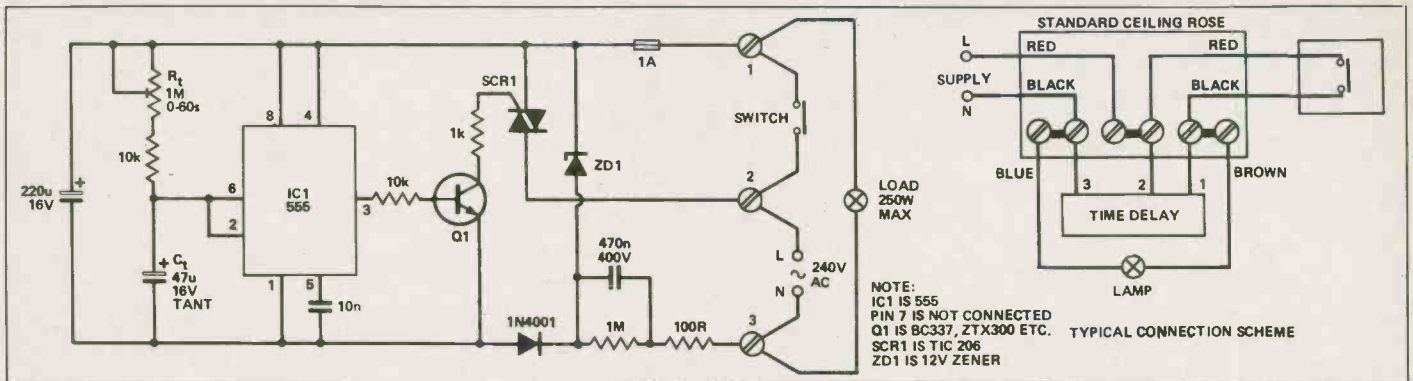 R_t
1M
0-60s
10k
220u
16V
8
4
6
2
IC1
555
3
10k
Q1
1
5
10n
C_t
47u
16V
TANT
1k
SCR1
ZD1
1N4001
470n
400V
1M
100R
1A
1
SWITCH
2
L
N
240V
AC
3
LOAD
250W
MAX
NOTE:
IC1 IS 555
PIN 7 IS NOT CONNECTED
Q1 IS BC337, ZTX300 ETC.
SCR1 IS TIC 206
ZD1 IS 12V ZENER
STANDARD CEILING ROSE
L
RED
RED
SUPPLY
BLACK
BLACK
N
BLUE
3
2
1
BROWN
TIME DELAY
LAMP
TYPICAL CONNECTION SCHEME